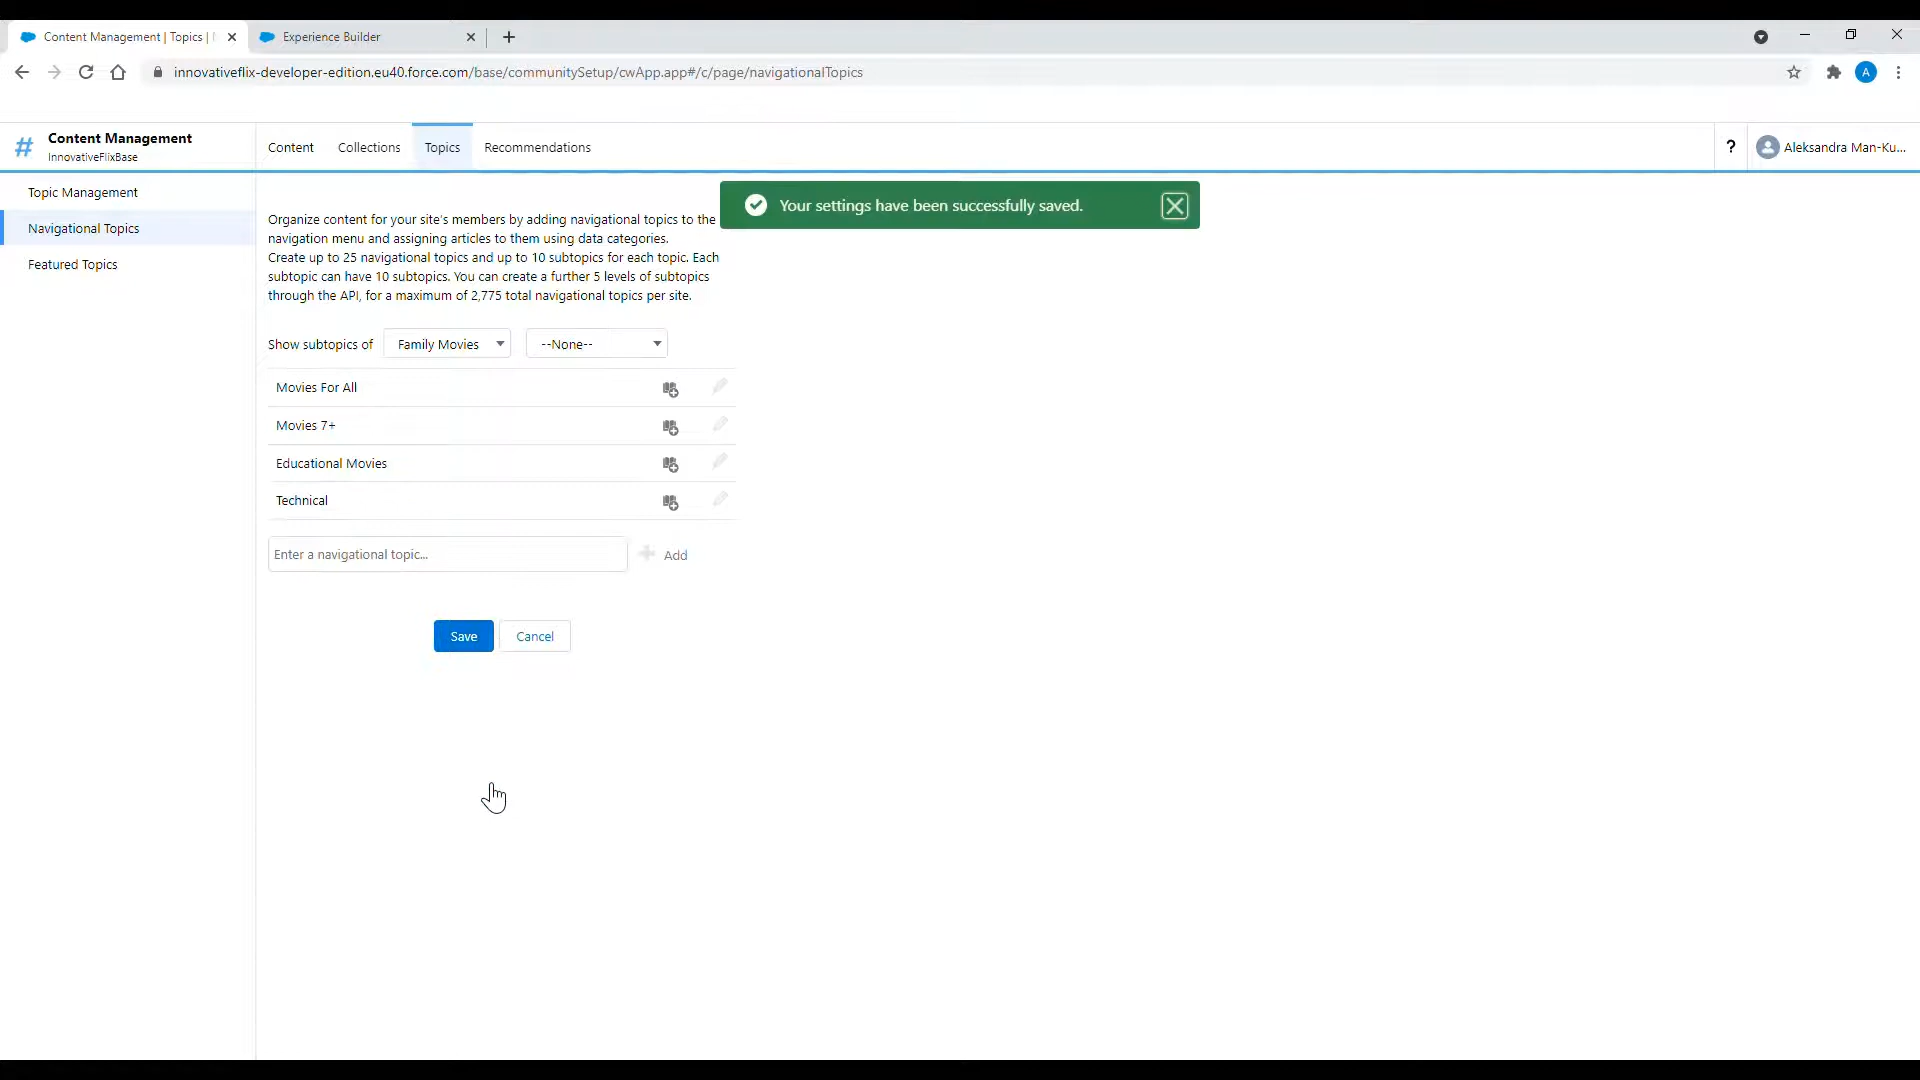 Content Management | Topics |
Experience Builder
innovativeflix-developer-edition.eu40.force.com/base/communitySetup/cwApp.app#/c/page/navigationalTopics
A
Content Management
InnovativeFlixBase
Content
Collections
Topics
Recommendations
?
Aleksandra Man-Ku...
Topic Management
Navigational Topics
Featured Topics
Your settings have been successfully saved.
Organize content for your site's members by adding navigational topics to the
navigation menu and assigning articles to them using data categories.
Create up to 25 navigational topics and up to 10 subtopics for each topic. Each
subtopic can have 10 subtopics. You can create a further 5 levels of subtopics
through the API, for a maximum of 2,775 total navigational topics per site.
Show subtopics of
Family Movies
--None--
Movies For All
Movies 7+
Educational Movies
Technical
Enter a navigational topic...
Add
Save
Cancel